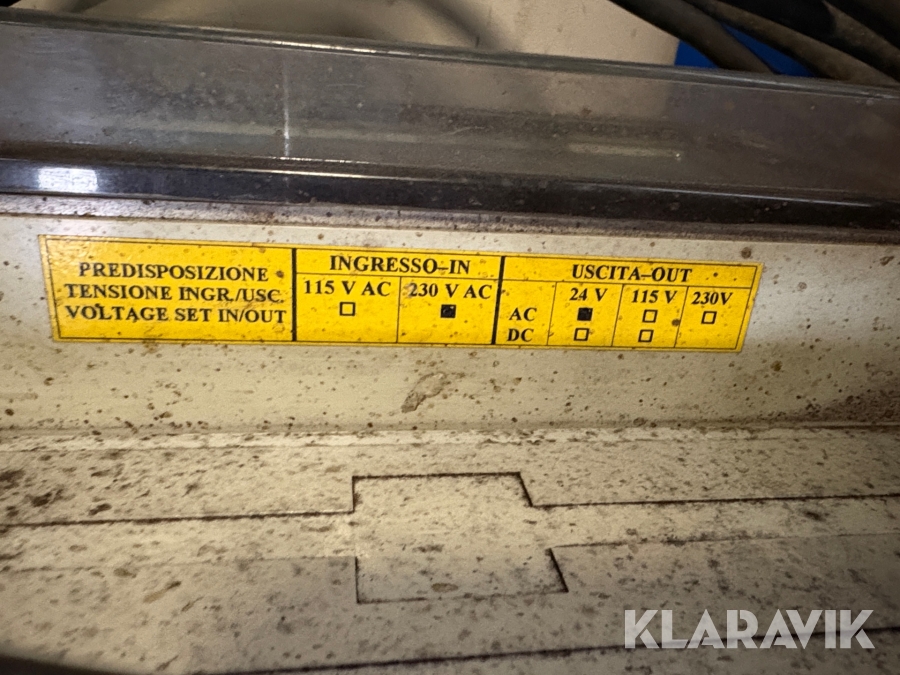 PREDISPOSIZIONE
TENSIONE INGR./USC.
VOLTAGE SET IN/OUT
INGRESSO-IN
115 V AC 230 V AC
USCITA-OUT
24 V 115 V 230V
AC
DC
KLARAVIK